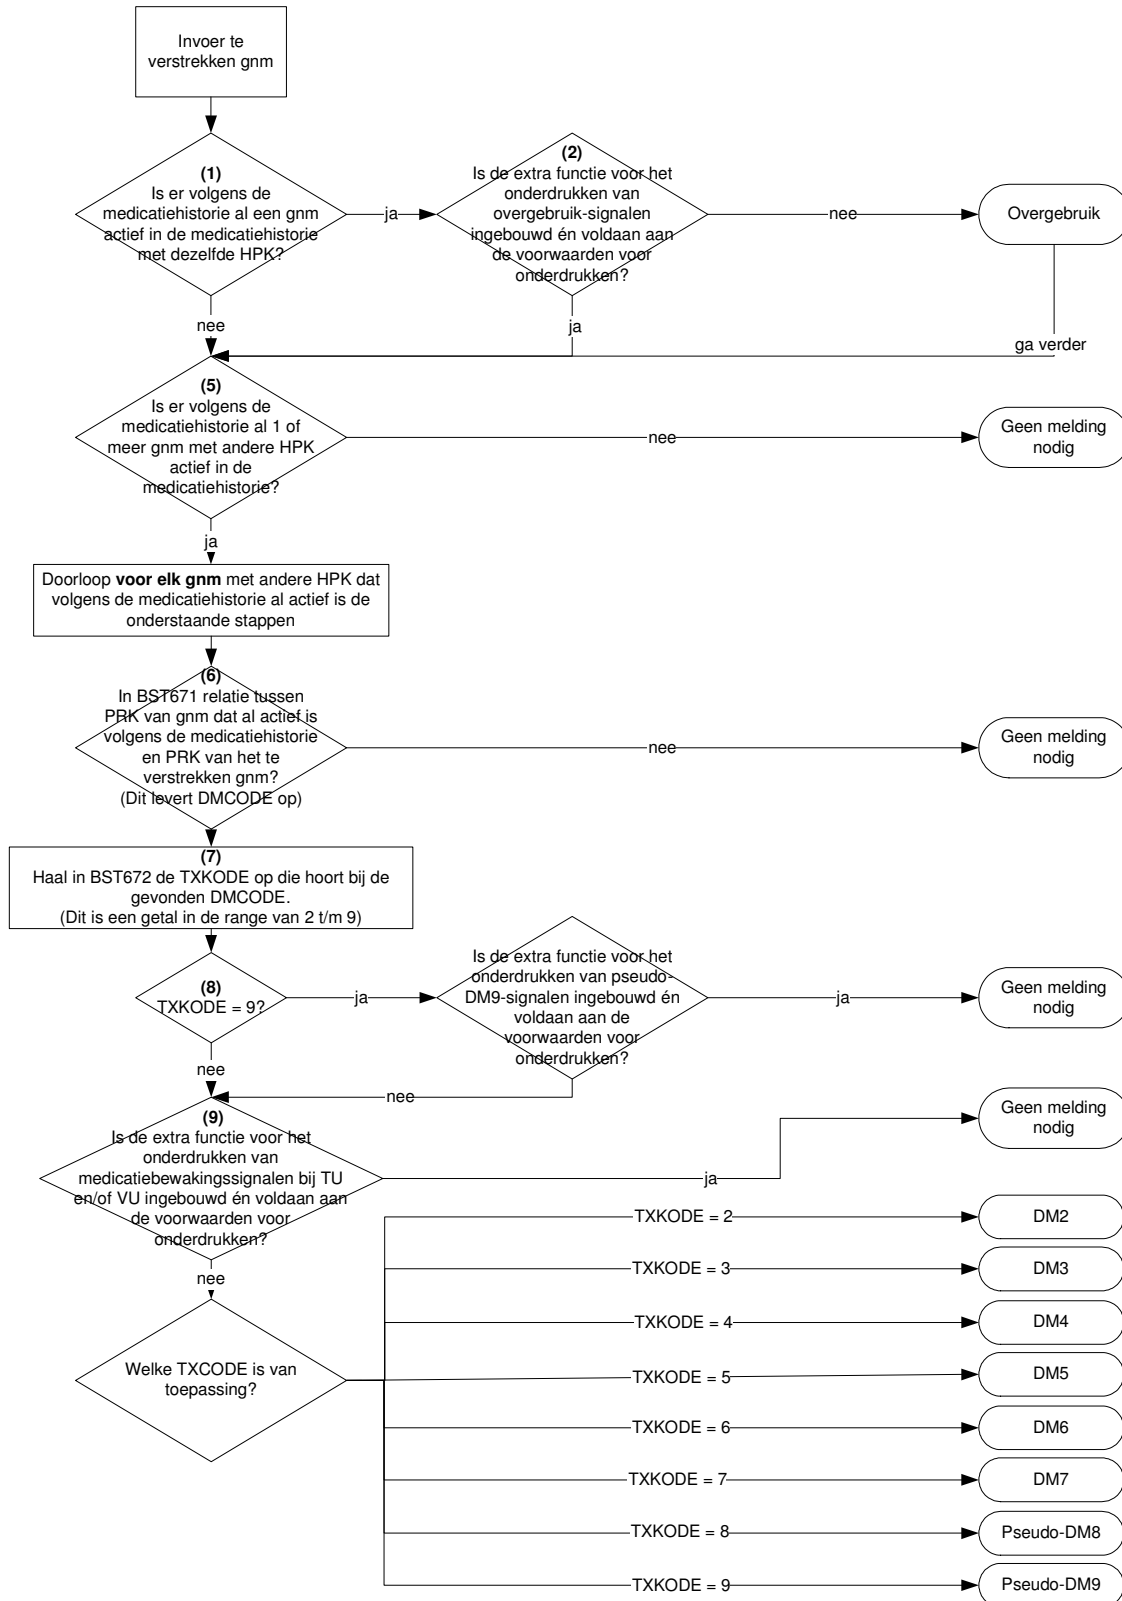 Invoer te
verstrekken gnm
(1)
Is er volgens de
medicatiehistorie al een gnm
actief in de medicatiehistorie
met dezelfde HPK?
ja
(2)
Is de extra functie voor het
onderdrukken van
overgebruik-signalen
ingebouwd én voldaan aan
de voorwaarden voor
onderdrukken?
nee
Overgebruik
nee
ja
ga verder
(5)
Is er volgens de
medicatiehistorie al 1 of
meer gnm met andere HPK
actief in de
medicatiehistorie?
nee
Geen melding
nodig
ja
Doorloop voor elk gnm met andere HPK dat
volgens de medicatiehistorie al actief is de
onderstaande stappen
(6)
In BST671 relatie tussen
PRK van gnm dat al actief is
volgens de medicatiehistorie
en PRK van het te
verstrekken gnm?
(Dit levert DMCODE op)
nee
Geen melding
nodig
(7)
Haal in BST672 de TXKODE op die hoort bij de
gevonden DMCODE.
(Dit is een getal in de range van 2 t/m 9)
(8)
TXKODE = 9?
ja
Is de extra functie voor het
onderdrukken van pseudo-
DM9-signalen ingebouwd én
voldaan aan de
voorwaarden voor
onderdrukken?
ja
Geen melding
nodig
nee
nee
(9)
Is de extra functie voor het
onderdrukken van
medicatiebewakingssignalen bij TU
en/of VU ingebouwd én voldaan aan
de voorwaarden voor
onderdrukken?
ja
Geen melding
nodig
nee
Welke TXCODE is van
toepassing?
TXKODE = 2
DM2
TXKODE = 3
DM3
TXKODE = 4
DM4
TXKODE = 5
DM5
TXKODE = 6
DM6
TXKODE = 7
DM7
TXKODE = 8
Pseudo-DM8
TXKODE = 9
Pseudo-DM9